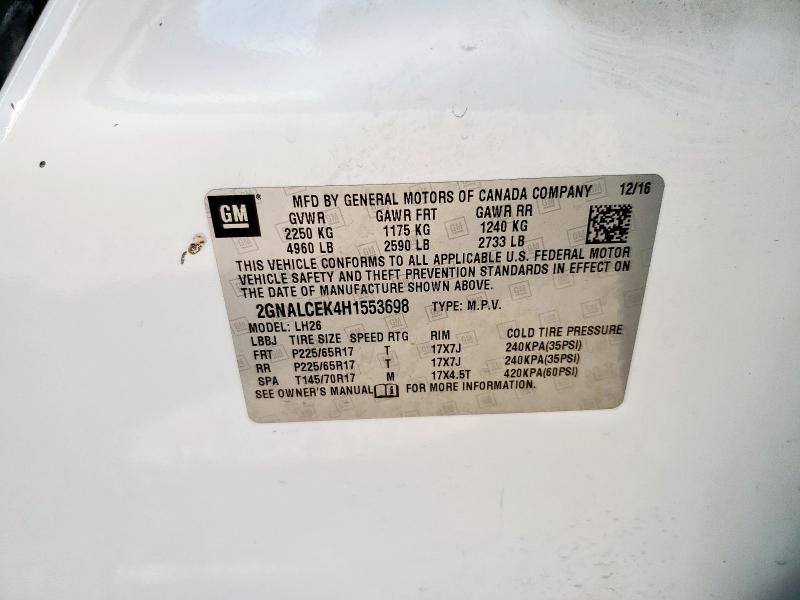 GM
MFD BY GENERAL MOTORS OF CANADA COMPANY 12/16
GVWR GAWR FRT GAWR RR
2250 KG 1175 KG 1240 KG
4960 LB 2590 LB 2733 LB
THIS VEHICLE CONFORMS TO ALL APPLICABLE U.S. FEDERAL MOTOR
VEHICLE SAFETY AND THEFT PREVENTION STANDARDS IN EFFECT ON
THE DATE OF MANUFACTURE SHOWN ABOVE.
2GNALCEK4H1553698 TYPE: M.P.V.
MODEL: LH26
LBBJ TIRE SIZE SPEED RTG RIM COLD TIRE PRESSURE
FRT P225/65R17 T 17X7J 240KPA(35PSI)
RR P225/65R17 T 17X7J 240KPA(35PSI)
SPA T145/70R17 M 17X4.5T 420KPA(60PSI)
SEE OWNER'S MANUAL FOR MORE INFORMATION.